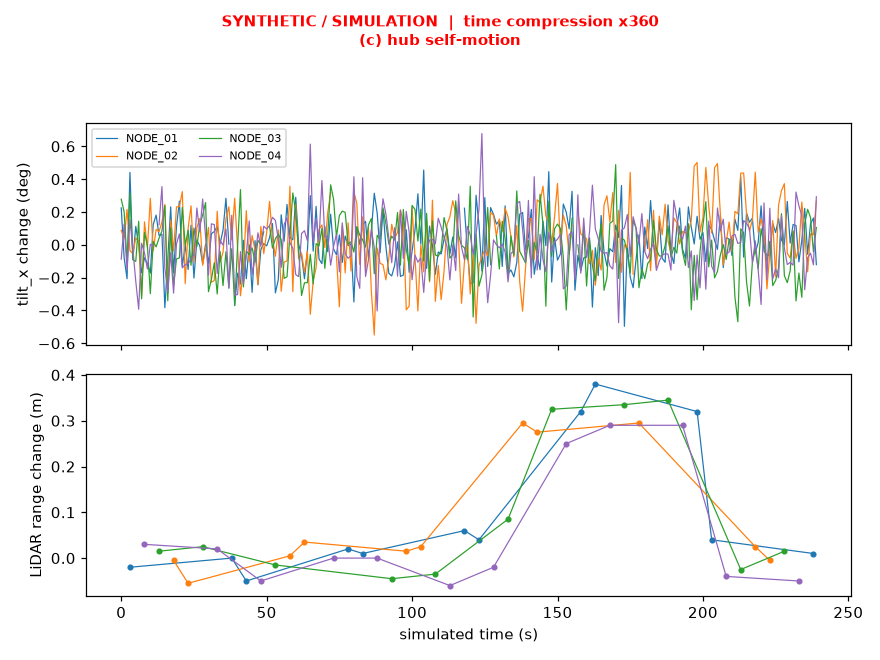 SYNTHETIC / SIMULATION | time compression x360
(c) hub self-motion
tilt_x change (deg)
0.6
0.4
0.2
0.0
−0.2
−0.4
−0.6
NODE_01
NODE_02
NODE_03
NODE_04
LiDAR range change (m)
0.4
0.3
0.2
0.1
0.0
0
50
100
150
200
250
simulated time (s)